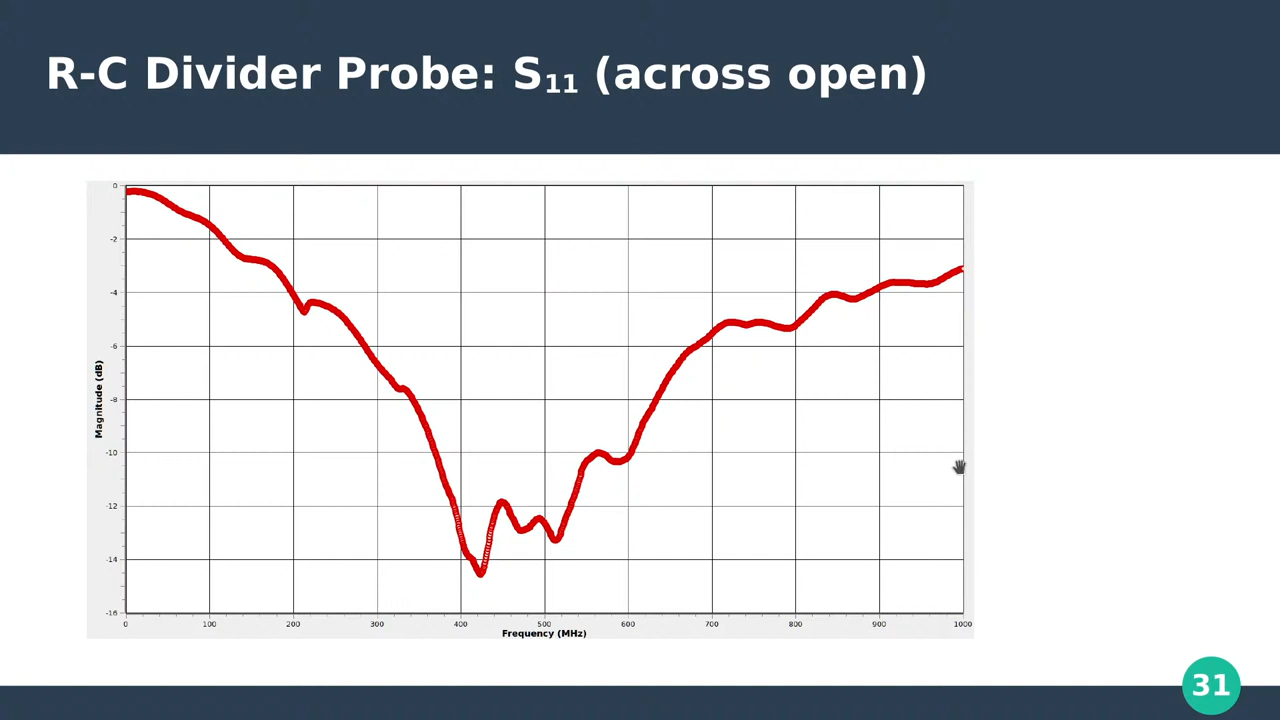 R-C Divider Probe: S₁₁ (across open)
0
-2
-4
-6
-8
-10
-12
-14
-16
Magnitude (dB)
0 100 200 300 400 500 600 700 800 900 1000
Frequency (MHz)
31